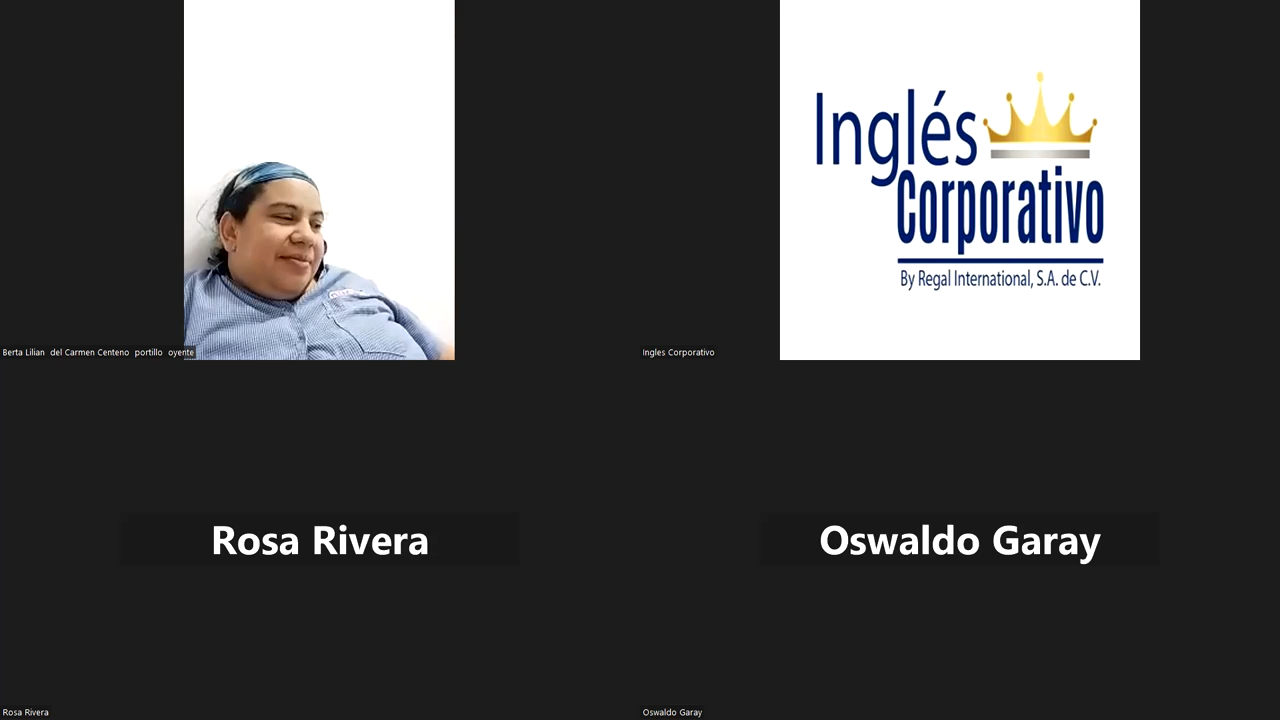 Berta Lilian del Carmen Centeno portillo oyente
Inglés
Corporativo
By Regal International, S.A. de C.V.
Ingles Corporativo
Rosa Rivera
Oswaldo Garay
Rosa Rivera
Oswaldo Garay